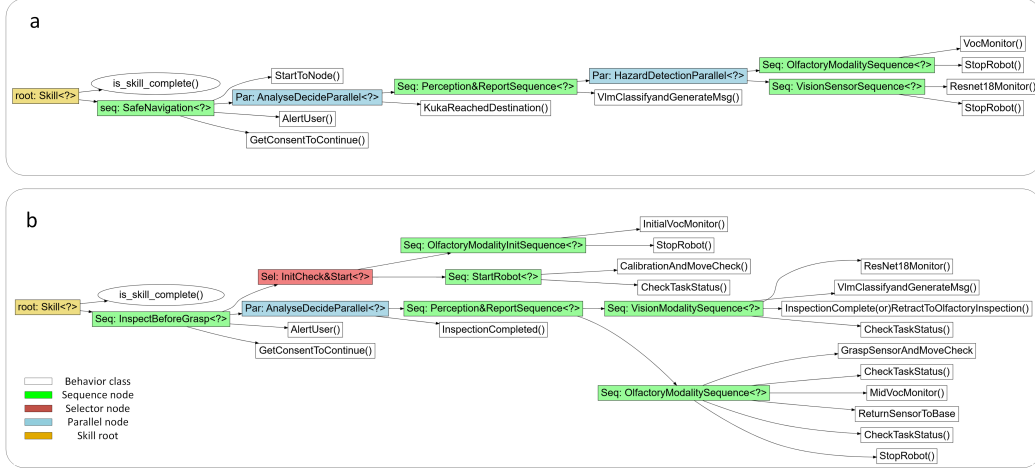 a
root: Skill<?>
is_skill_complete()
seq: SafeNavigation<?>
StartToNode()
Par: AnalyseDecideParallel<?>
AlertUser()
GetConsentToContinue()
Seq: Perception&ReportSequence<?>
KukaReachedDestination()
Par: HazardDetectionParallel<?>
VlmClassifyandGenerateMsg()
Seq: OlfactoryModalitySequence<?>
Seq: VisionSensorSequence<?>
VocMonitor()
StopRobot()
Resnet18Monitor()
StopRobot()
b
root: Skill<?>
is_skill_complete()
Seq: InspectBeforeGrasp<?>
Sel: InitCheck&Start<?>
Par: AnalyseDecideParallel<?>
AlertUser()
GetConsentToContinue()
Seq: OlfactoryModalityInitSequence<?>
InitialVocMonitor()
StopRobot()
Seq: StartRobot<?>
CalibrationAndMoveCheck()
CheckTaskStatus()
Seq: Perception&ReportSequence<?>
InspectionCompleted()
Seq: VisionModalitySequence<?>
ResNet18Monitor()
VlmClassifyandGenerateMsg()
InspectionComplete(or)RetractToOlfactoryInspection()
CheckTaskStatus()
Seq: OlfactoryModalitySequence<?>
GraspSensorAndMoveCheck
CheckTaskStatus()
MidVocMonitor()
ReturnSensorToBase
CheckTaskStatus()
StopRobot()
Behavior class
Sequence node
Selector node
Parallel node
Skill root